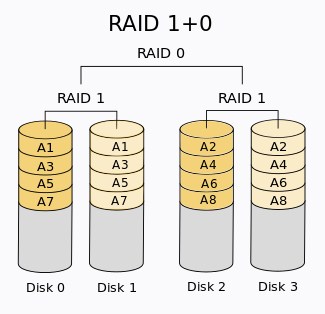 RAID 1+0
RAID 0
RAID 1 RAID 1
A1 A1 A2 A2
A3 A3 A4 A4
A5 A5 A6 A6
A7 A7 A8 A8
Disk 0 Disk 1 Disk 2 Disk 3